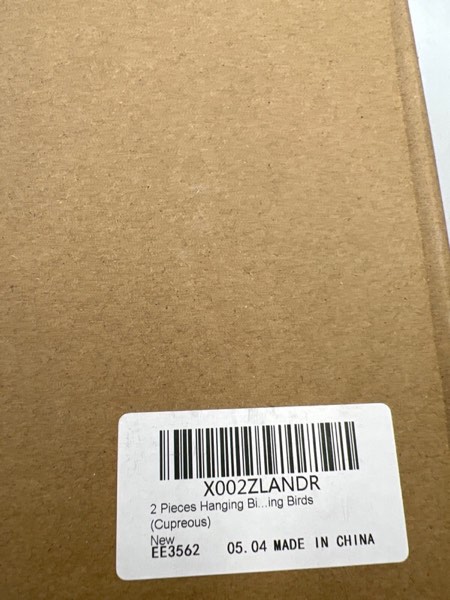 X002ZLANDR
2 Pieces Hanging Bi...ing Birds
(Cupreous)
New
EE3562 05.04 MADE IN CHINA